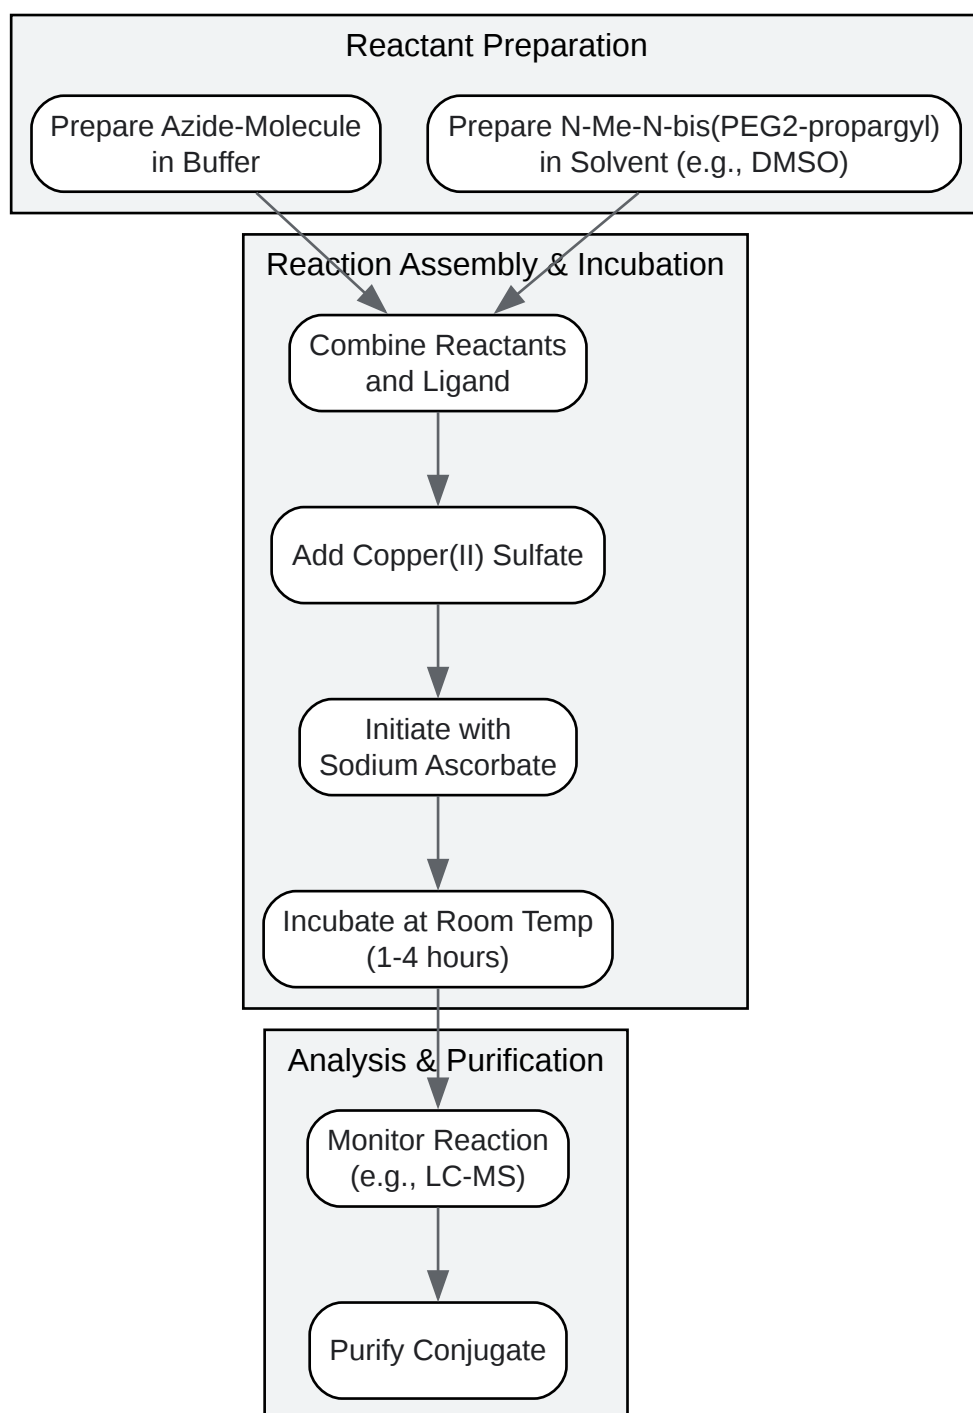 Reactant Preparation
Prepare Azide-Molecule
in Buffer
Prepare N-Me-N-bis(PEG2-propargyl)
in Solvent (e.g., DMSO)
Reaction Assembly & Incubation
Combine Reactants
and Ligand
Add Copper(II) Sulfate
Initiate with
Sodium Ascorbate
Incubate at Room Temp
(1-4 hours)
Analysis & Purification
Monitor Reaction
(e.g., LC-MS)
Purify Conjugate